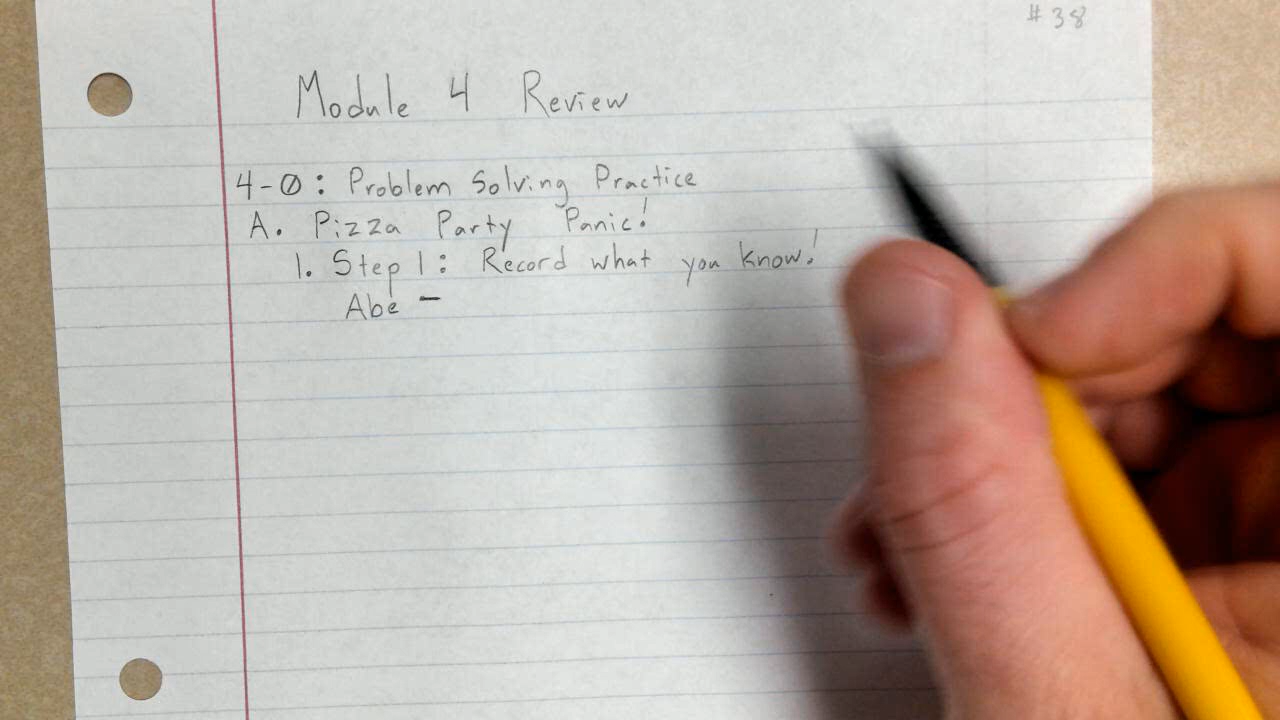 #38
Module 4 Review
4-0: Problem Solving Practice
A. Pizza Party Panic!
1. Step 1: Record what you know!
Abe -